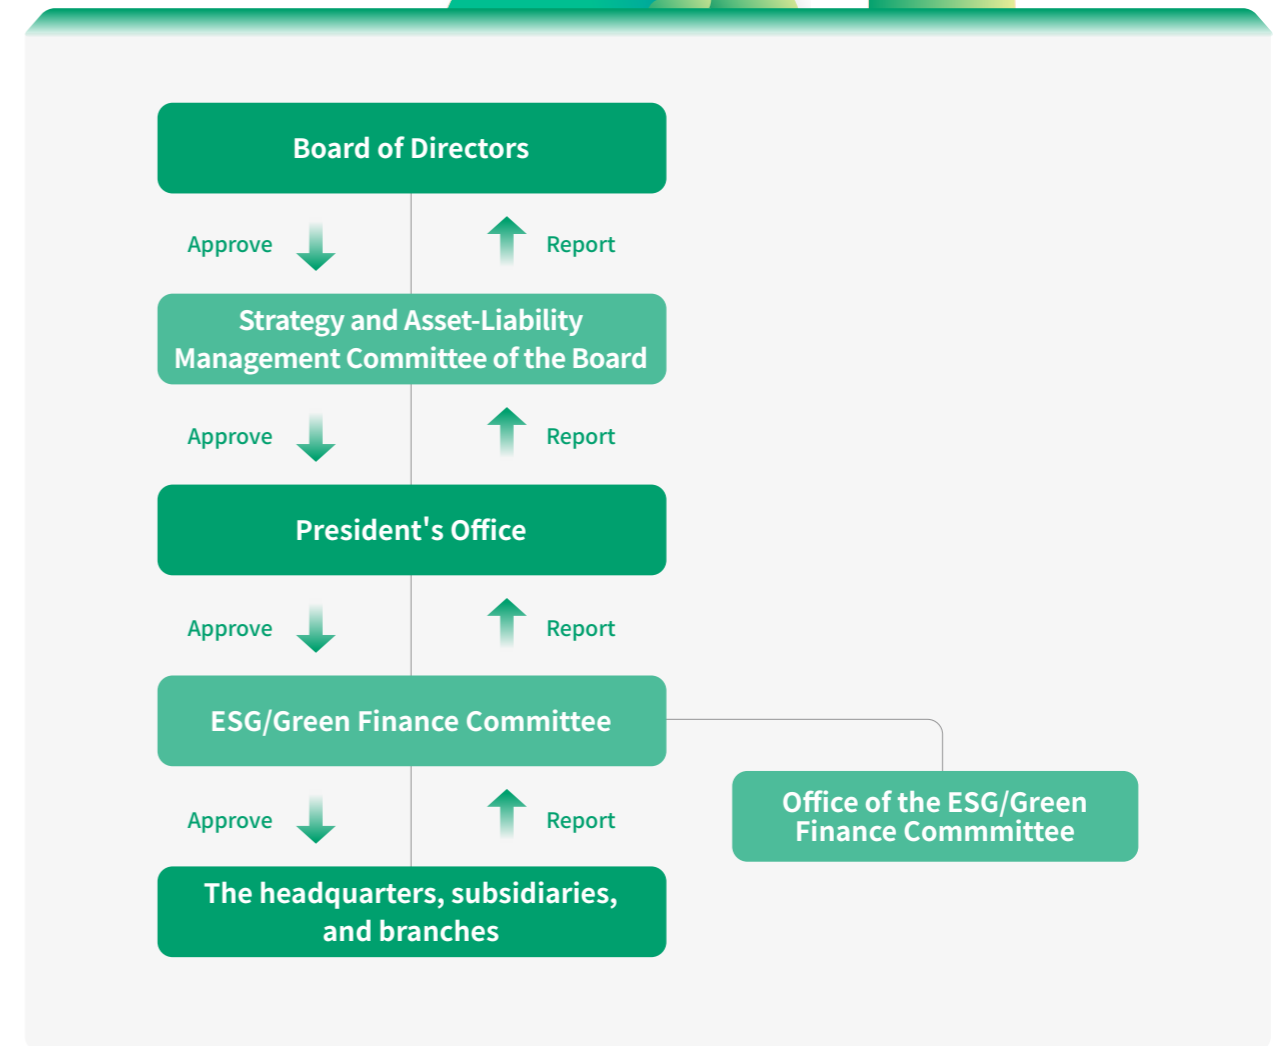 Board of Directors
Approve
Report
Strategy and Asset-Liability
Management Committee of the Board
Approve
Report
President's Office
Approve
Report
ESG/Green Finance Committee
Office of the ESG/Green
Finance Commmittee
Approve
Report
The headquarters, subsidiaries,
and branches